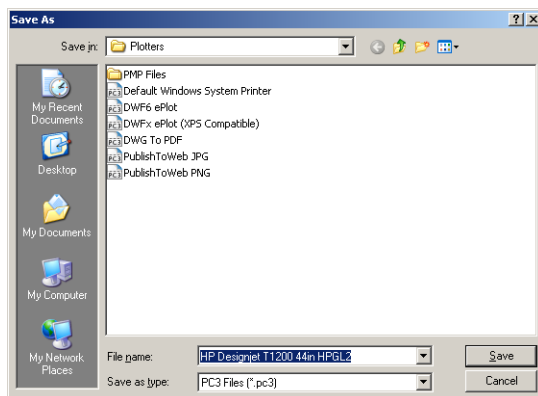 Save As
Save in:
Plotters
My Recent
Documents
Desktop
My Documents
My Computer
My Network
Places
PMP Files
Default Windows System Printer
DWF6 ePlot
DWFx ePlot (XPS Compatible)
DWG To PDF
PublishToWeb JPG
PublishToWeb PNG
File name:
HP Designjet T1200 44in HPGL2
Save
Save as type:
PC3 Files (*.pc3)
Cancel